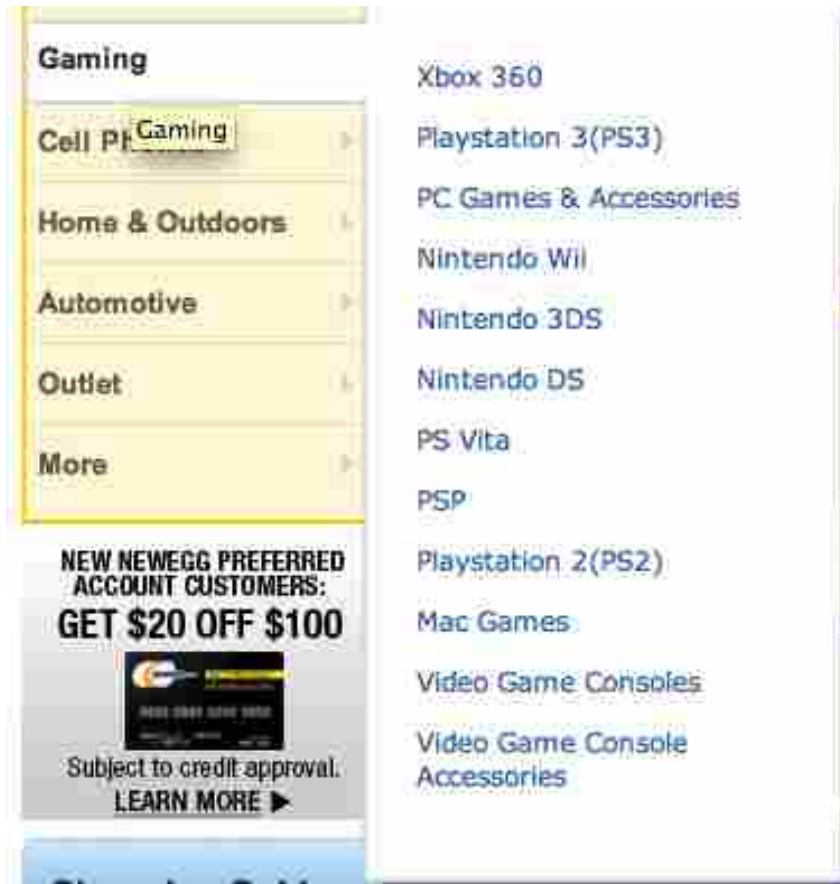 Gaming
Cell Ph
Gaming
Home & Outdoors
Automotive
Outlet
More
NEW NEWEGG PREFERRED
ACCOUNT CUSTOMERS:
GET $20 OFF $100
Subject to credit approval.
LEARN MORE ▶
Xbox 360
Playstation 3(PS3)
PC Games & Accessories
Nintendo Wii
Nintendo 3DS
Nintendo DS
PS Vita
PSP
Playstation 2(PS2)
Mac Games
Video Game Consoles
Video Game Console
Accessories